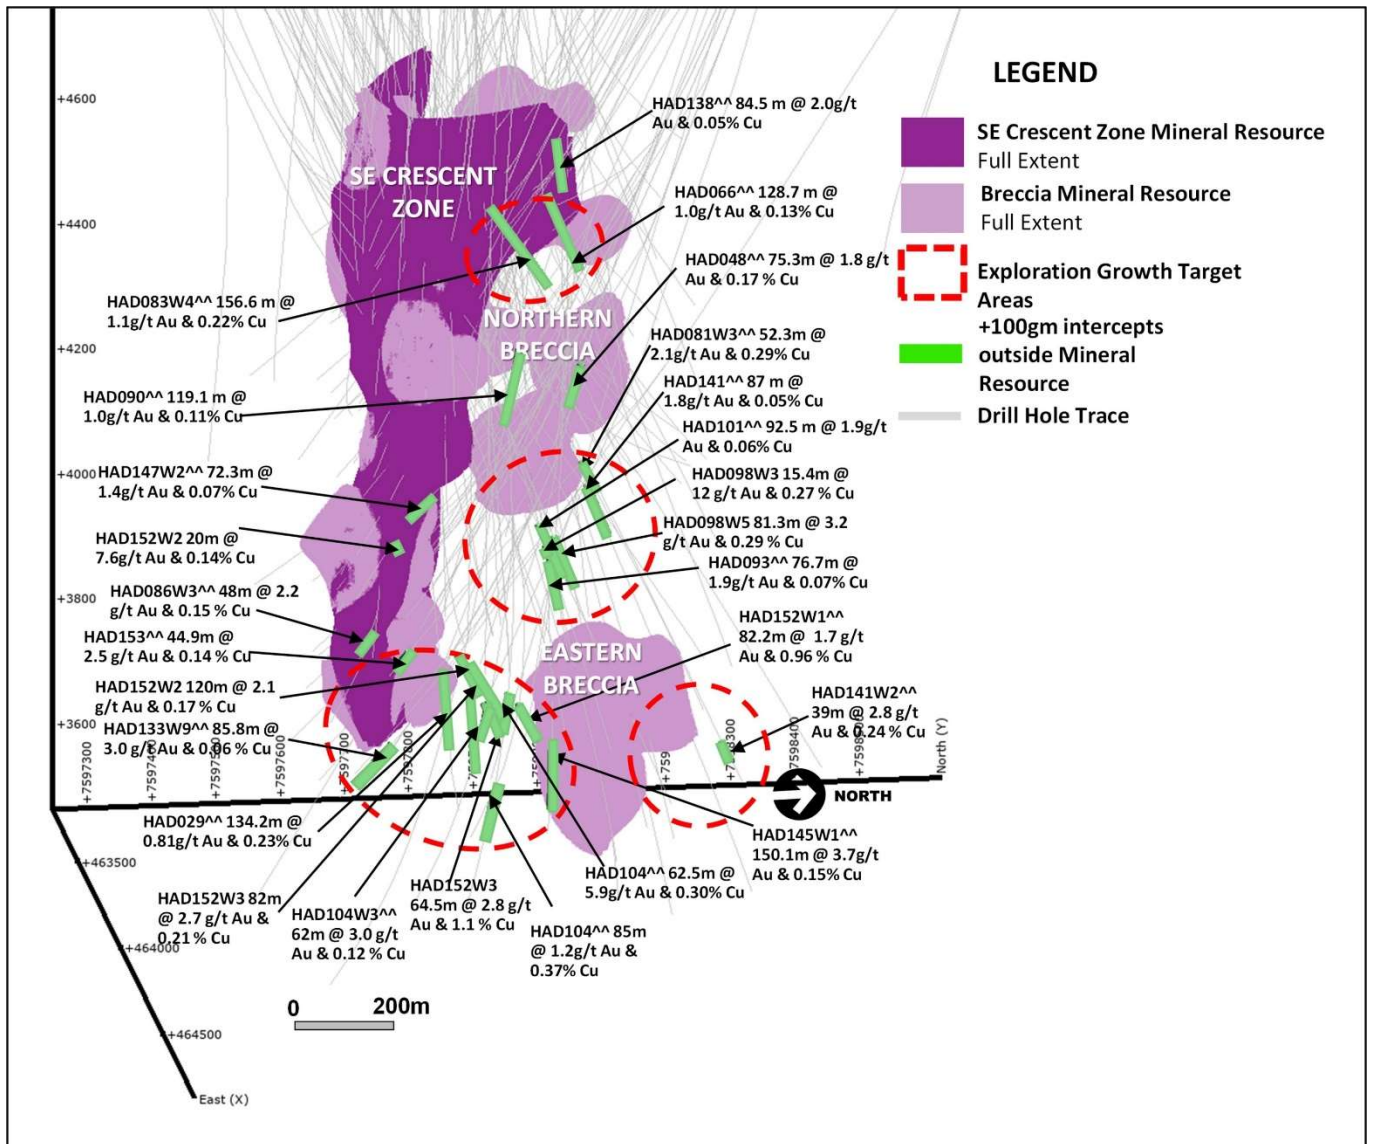 LEGEND
SE Crescent Zone Mineral Resource
Full Extent
Breccia Mineral Resource
Full Extent
Exploration Growth Target
Areas
+100gm intercepts
outside Mineral
Resource
Drill Hole Trace
+4600
+4400
+4200
+4000
+3800
+3600
SE CRESCENT
ZONE
NORTHERN
BRECCIA
EASTERN
BRECCIA
HAD138^^ 84.5 m @ 2.0g/t
Au & 0.05% Cu
HAD066^^ 128.7 m @
1.0g/t Au & 0.13% Cu
HAD048^^ 75.3m @ 1.8 g/t
Au & 0.17 % Cu
HAD083W4^^ 156.6 m @
1.1g/t Au & 0.22% Cu
HAD081W3^^ 52.3m @
2.1g/t Au & 0.29% Cu
HAD141^^ 87 m @
1.8g/t Au & 0.05% Cu
HAD090^^ 119.1 m @
1.0g/t Au & 0.11% Cu
HAD101^^ 92.5 m @ 1.9g/t
Au & 0.06% Cu
HAD147W2^^ 72.3m @
1.4g/t Au & 0.07% Cu
HAD098W3 15.4m @
12 g/t Au & 0.27 % Cu
HAD152W2 20m @
7.6g/t Au & 0.14% Cu
HAD098W5 81.3m @ 3.2
g/t Au & 0.29 % Cu
HAD093^^ 76.7m @
1.9g/t Au & 0.07% Cu
HAD086W3^^ 48m @ 2.2
g/t Au & 0.15 % Cu
HAD152W1^^
82.2m @ 1.7 g/t
Au & 0.96 % Cu
HAD153^^ 44.9m @
2.5 g/t Au & 0.14 % Cu
HAD152W2 120m @ 2.1
g/t Au & 0.17 % Cu
HAD141W2^^
39m @ 2.8 g/t
Au & 0.24 % Cu
HAD133W9^^ 85.8m @
3.0 g/t Au & 0.06 % Cu
+7597300
+7597600
+7597700
+7597800
+7598400
North (Y)
NORTH
HAD029^^ 134.2m @
0.81g/t Au & 0.23% Cu
HAD145W1^^
150.1m @ 3.7g/t
Au & 0.15% Cu
+463500
HAD104^^ 62.5m @
5.9g/t Au & 0.30% Cu
HAD152W3
64.5m @ 2.8 g/t
Au & 1.1 % Cu
HAD152W3 82m
@ 2.7 g/t Au &
0.21 % Cu
HAD104W3^^
62m @ 3.0 g/t
Au & 0.12 % Cu
HAD104^^ 85m
@ 1.2g/t Au &
0.37% Cu
+464000
0 200m
+464500
East (X)